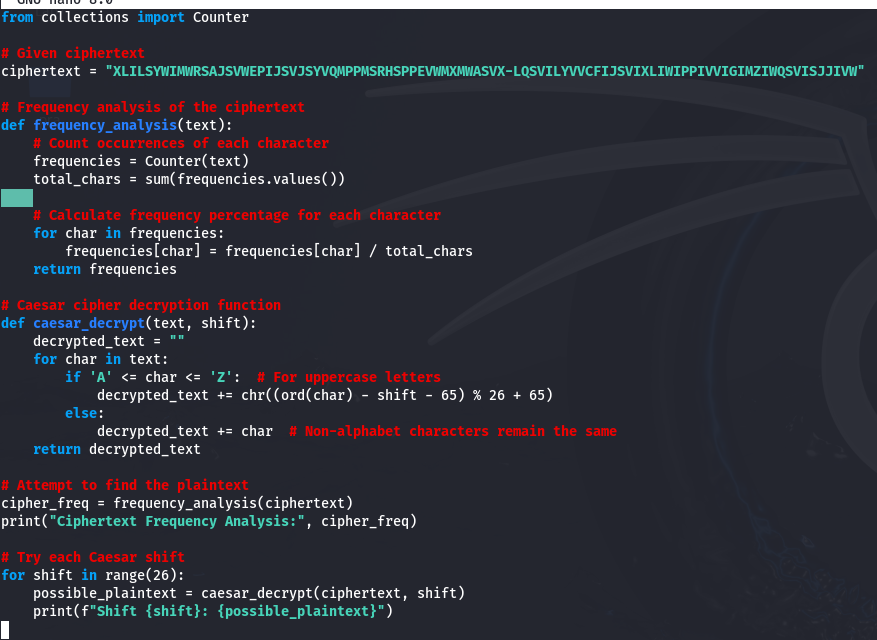 GNU nano 8.0
from collections import Counter
# Given ciphertext
ciphertext = "XLILSYWIMWRSAJSVWEPIJSVJSYVQMPPMSRHSPPEVWMXMWASVX-LQSVILYVVCFIJSVIXLIWIPPIVVIGIMZIWQSVISJJIVW"
# Frequency analysis of the ciphertext
def frequency_analysis(text):
    # Count occurrences of each character
    frequencies = Counter(text)
    total_chars = sum(frequencies.values())
    # Calculate frequency percentage for each character
    for char in frequencies:
        frequencies[char] = frequencies[char] / total_chars
    return frequencies
# Caesar cipher decryption function
def caesar_decrypt(text, shift):
    decrypted_text = ""
    for char in text:
        if 'A' <= char <= 'Z':  # For uppercase letters
            decrypted_text += chr((ord(char) - shift - 65) % 26 + 65)
        else:
            decrypted_text += char  # Non-alphabet characters remain the same
    return decrypted_text
# Attempt to find the plaintext
cipher_freq = frequency_analysis(ciphertext)
print("Ciphertext Frequency Analysis:", cipher_freq)
# Try each Caesar shift
for shift in range(26):
    possible_plaintext = caesar_decrypt(ciphertext, shift)
    print(f"Shift {shift}: {possible_plaintext}")